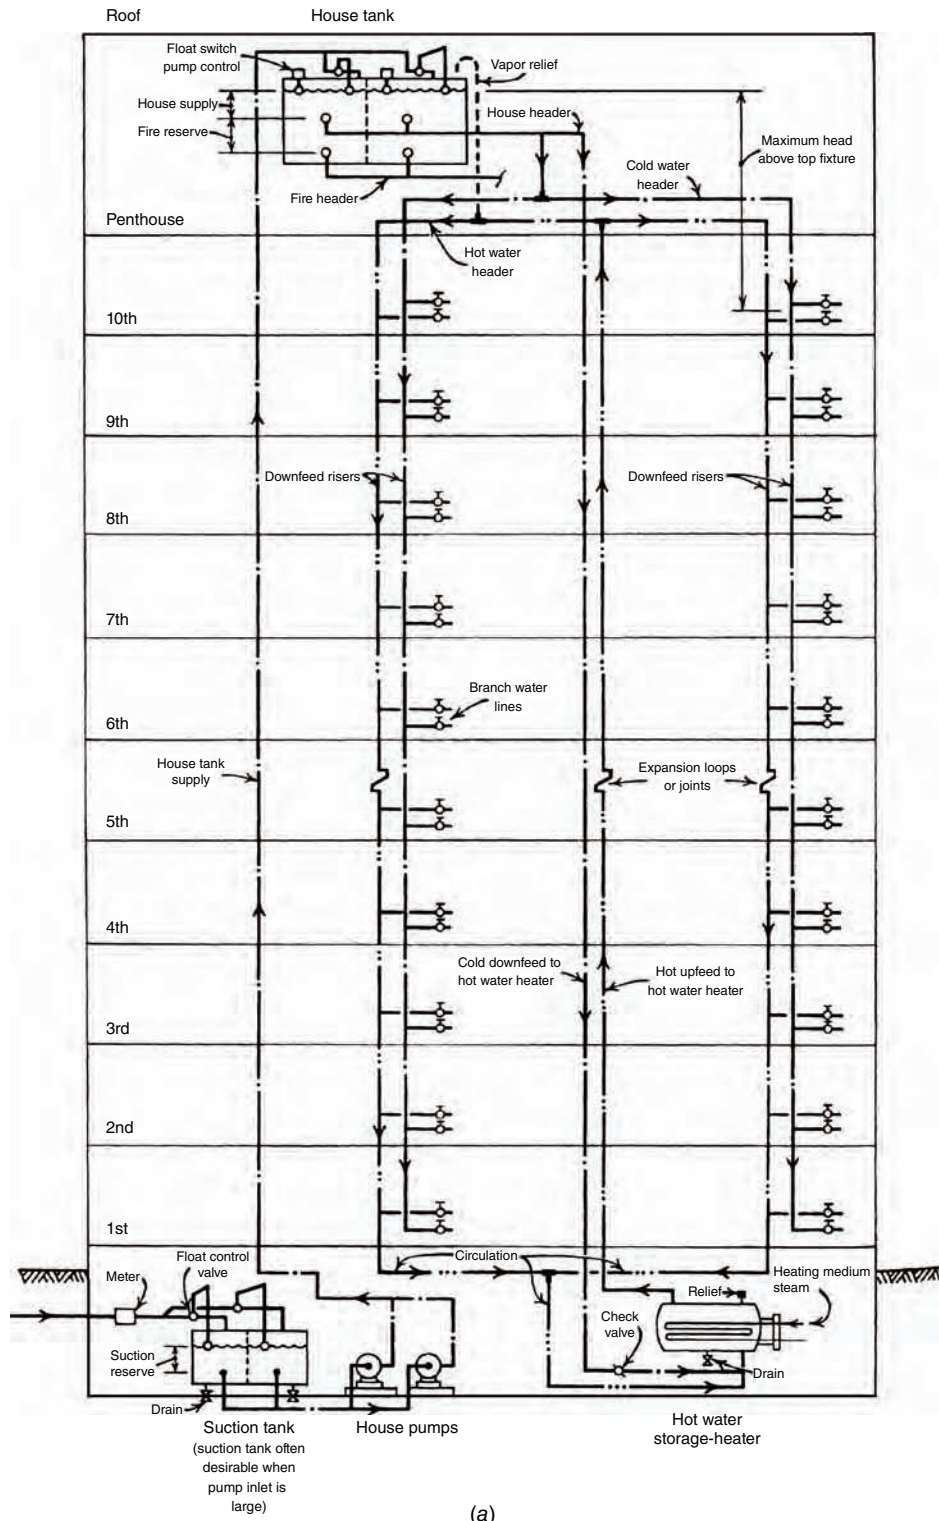 Roof
House tank
Float switch
pump control
Vapor relief
House supply
House header
Fire reserve
Maximum head
above top fixture
Cold water
header
Fire header
Penthouse
Hot water
header
10th
9th
Downfeed risers
Downfeed risers
8th
7th
Branch water
lines
6th
House tank
supply
Expansion loops
or joints
5th
4th
Cold downfeed to
hot water heater
Hot upfeed to
hot water heater
3rd
2nd
1st
Float control
valve
Circulation
Meter
Heating medium
steam
Relief
Check
valve
Suction
reserve
Drain
Drain
Suction tank
(suction tank often
desirable when
pump inlet is
large)
House pumps
Hot water
storage-heater
(a)